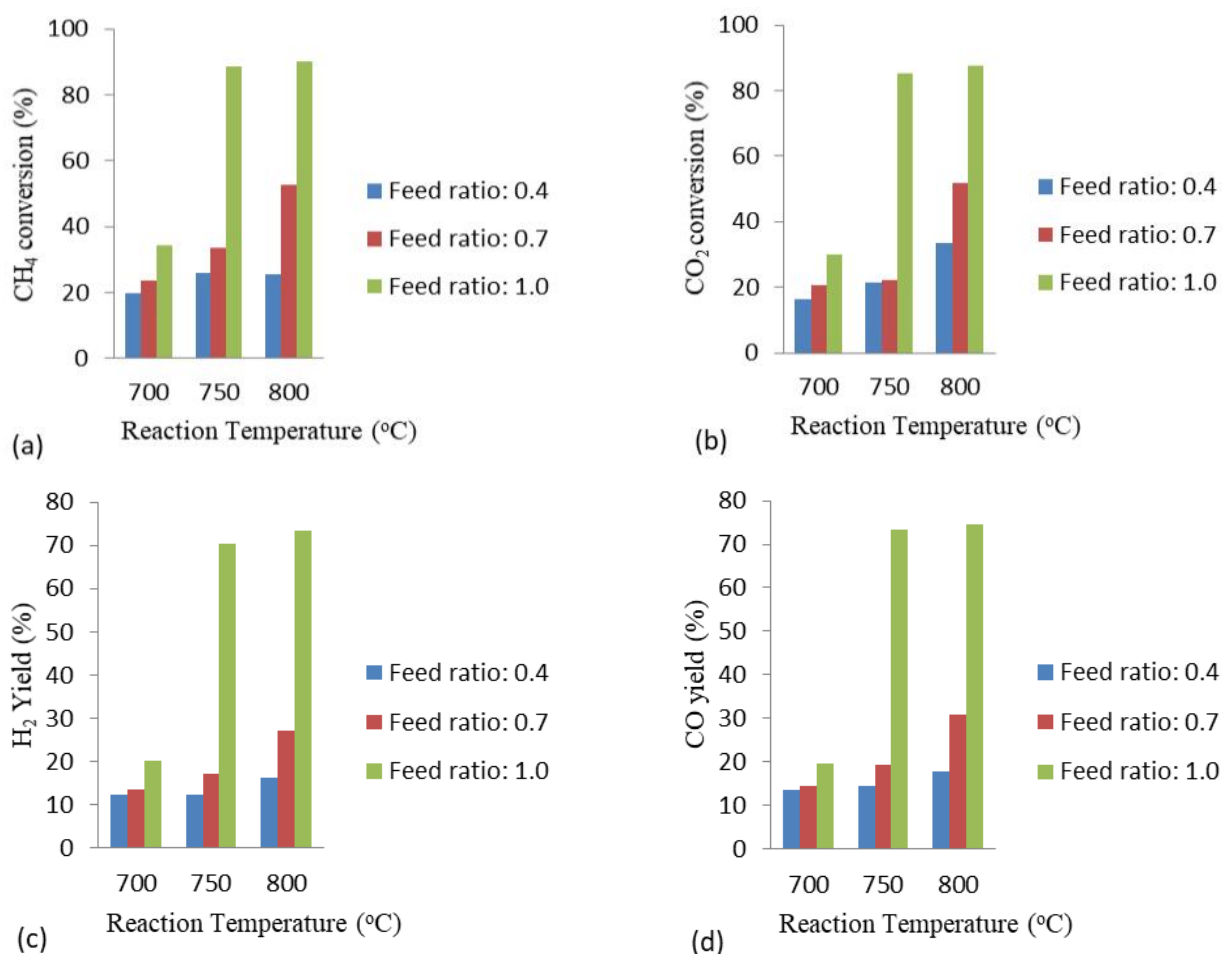 100
80
60
40
20
0
CH₄ conversion (%)
700 750 800
Reaction Temperature (°C)
Feed ratio: 0.4
Feed ratio: 0.7
Feed ratio: 1.0
(a)
100
80
60
40
20
0
CO₂ conversion (%)
700 750 800
Reaction Temperature (°C)
Feed ratio: 0.4
Feed ratio: 0.7
Feed ratio: 1.0
(b)
80
70
60
50
40
30
20
10
0
H₂ Yield (%)
700 750 800
Reaction Temperature (°C)
Feed ratio: 0.4
Feed ratio: 0.7
Feed ratio: 1.0
(c)
80
70
60
50
40
30
20
10
0
CO yield (%)
700 750 800
Reaction Temperature (°C)
Feed ratio: 0.4
Feed ratio: 0.7
Feed ratio: 1.0
(d)